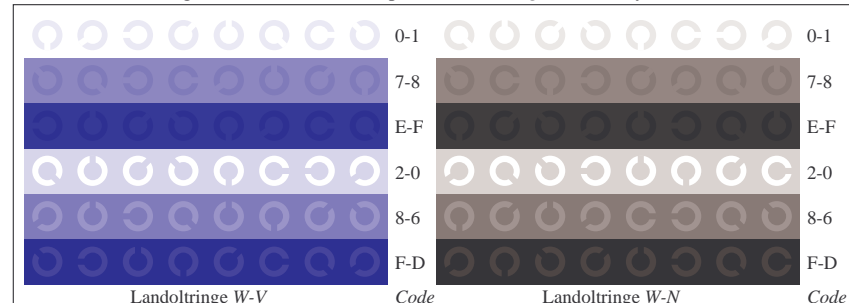 0-1 0-1
7-8 7-8
E-F E-F
2-0 2-0
8-6 8-6
F-D F-D
Landoltringe W-V Code Landoltringe W-N Code